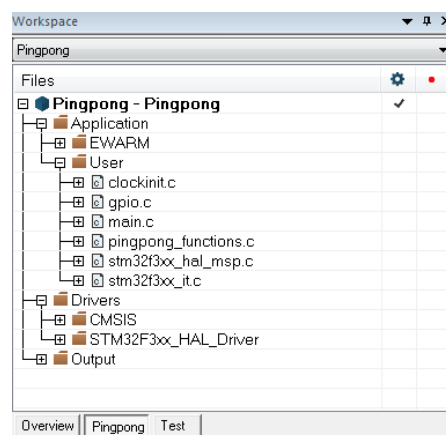 Workspace
Pingpong
Files
Pingpong - Pingpong
Application
EWARM
User
clockinit.c
gpio.c
main.c
pingpong_functions.c
stm32f3xx_hal_msp.c
stm32f3xx_it.c
Drivers
CMSIS
STM32F3xx_HAL_Driver
Output
Overview Pingpong Test